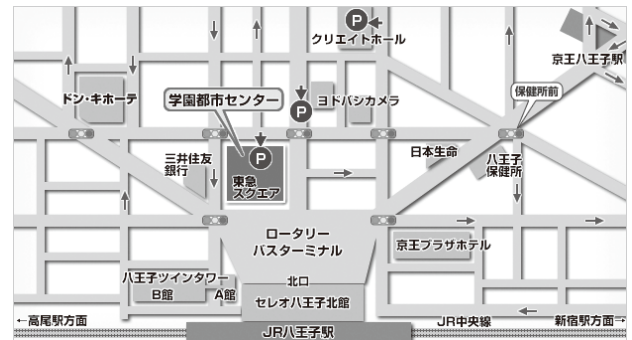 P
クリエイトホール
京王八王子駅
ドン・キホーテ
学園都市センター
P
ヨドバシカメラ
保健所前
三井住友
銀行
P
東急
スクエア
日本生命
八王子
保健所
ロータリー
バスターミナル
京王プラザホテル
八王子ツインタワー
B館
A館
北口
セレオ八王子北館
←高尾駅方面
JR中央線
新宿駅方面→
JR八王子駅